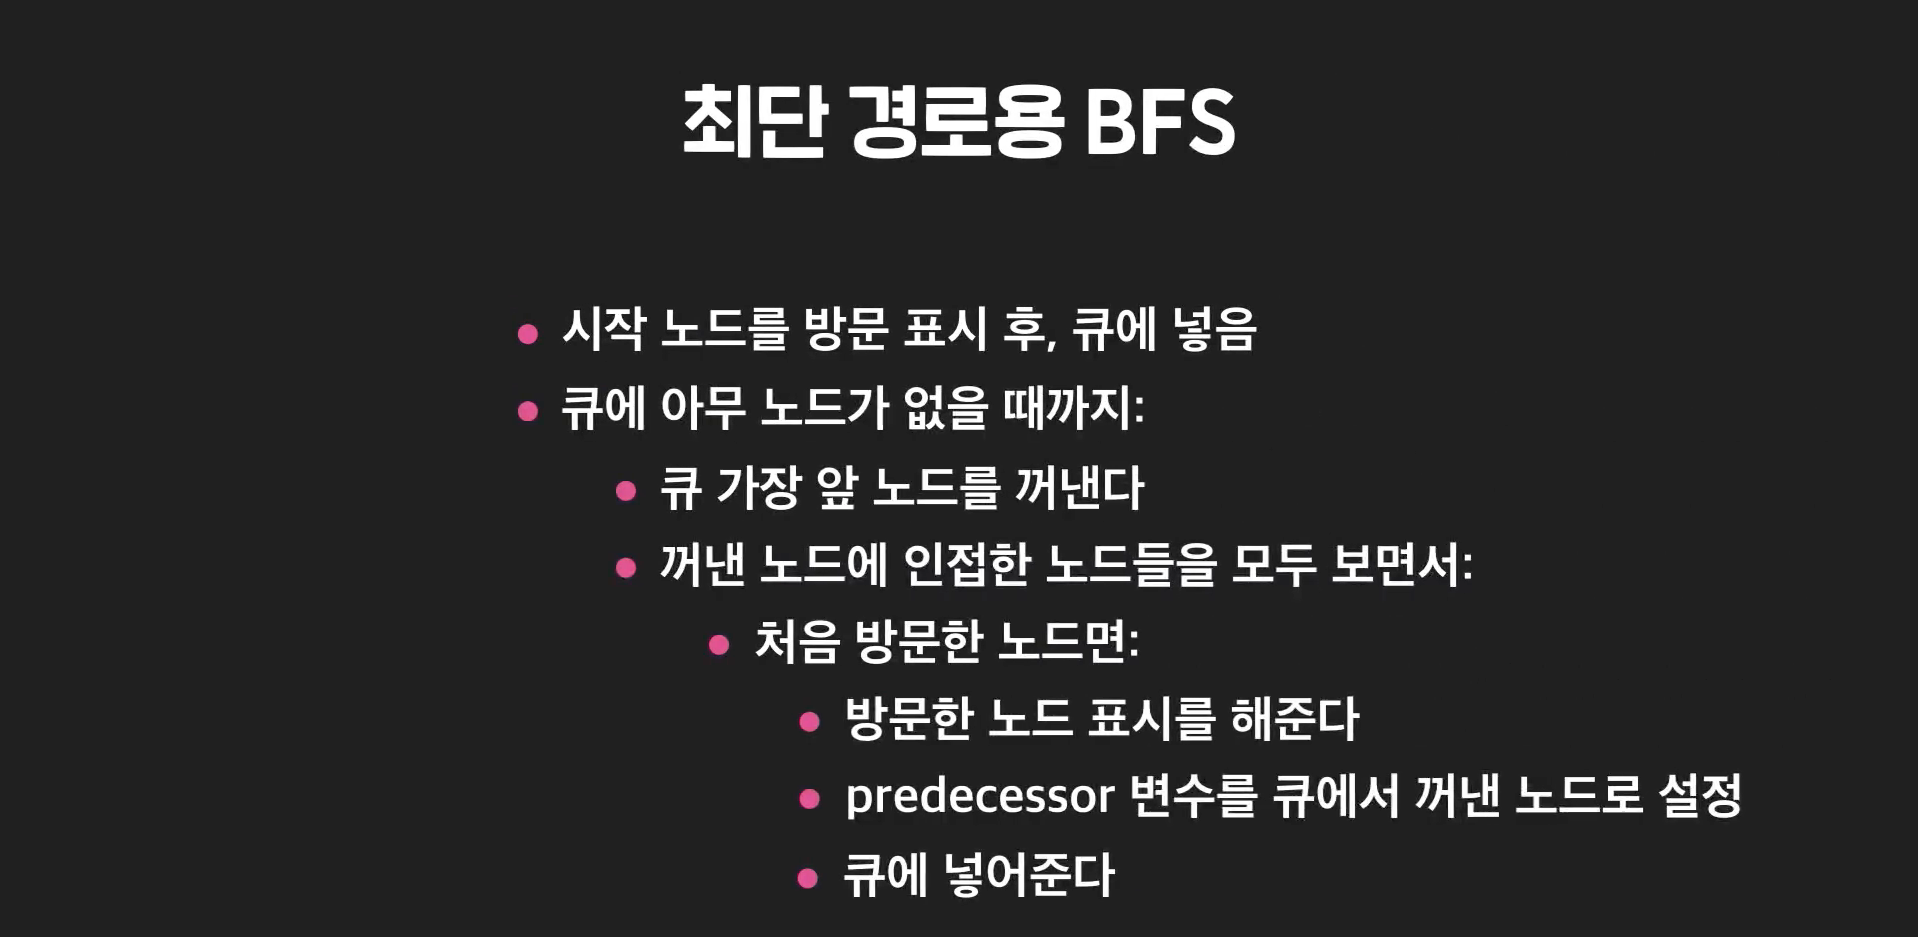 최단 경로용 BFS
시작 노드를 방문 표시 후, 큐에 넣음
큐에 아무 노드가 없을 때까지:
큐 가장 앞 노드를 꺼낸다
꺼낸 노드에 인접한 노드들을 모두 보면서:
처음 방문한 노드면:
방문한 노드 표시를 해준다
predecessor 변수를 큐에서 꺼낸 노드로 설정
큐에 넣어준다